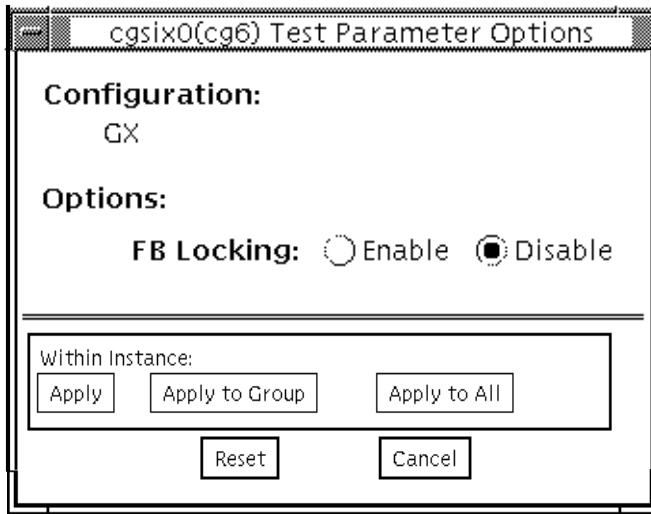 cgsix0(cg6) Test Parameter Options
Configuration:
GX
Options:
FB Locking: Enable Disable
Within Instance:
Apply Apply to Group Apply to All
Reset Cancel